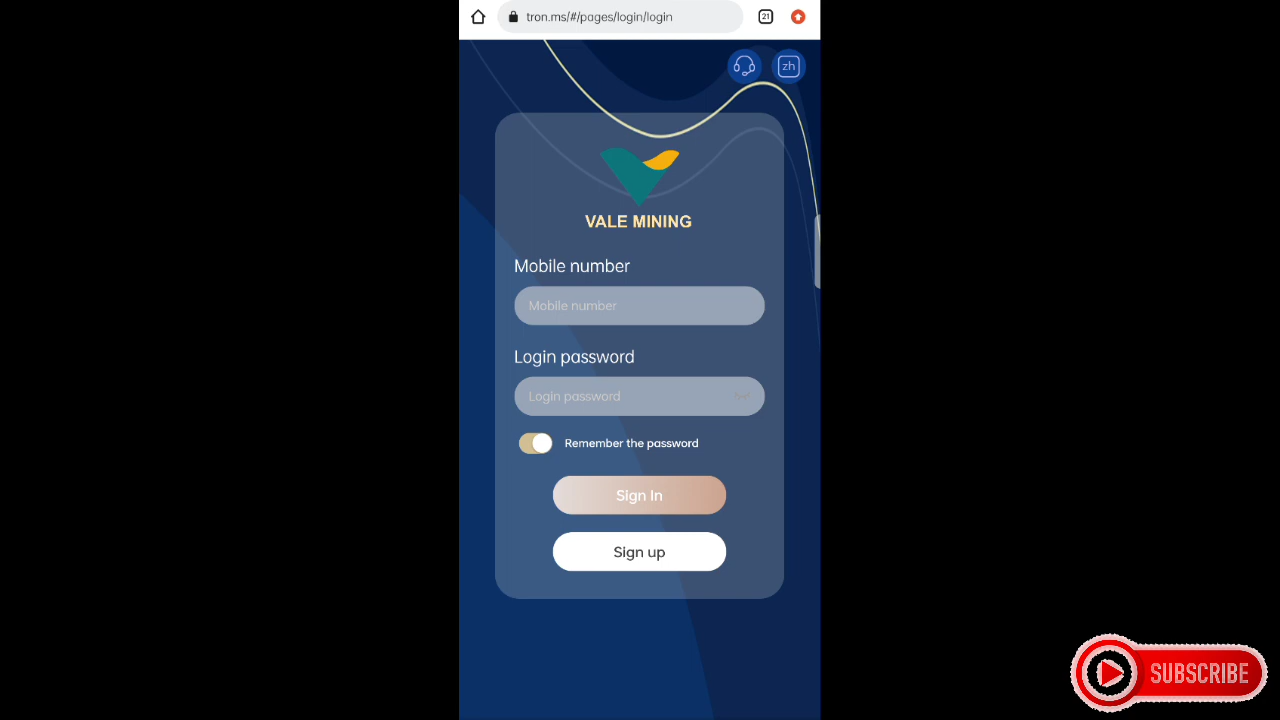 tron.ms/#/pages/login/login
21
zh
VALE MINING
Mobile number
Mobile number
Login password
Login password
Remember the password
Sign In
Sign up
SUBSCRIBE